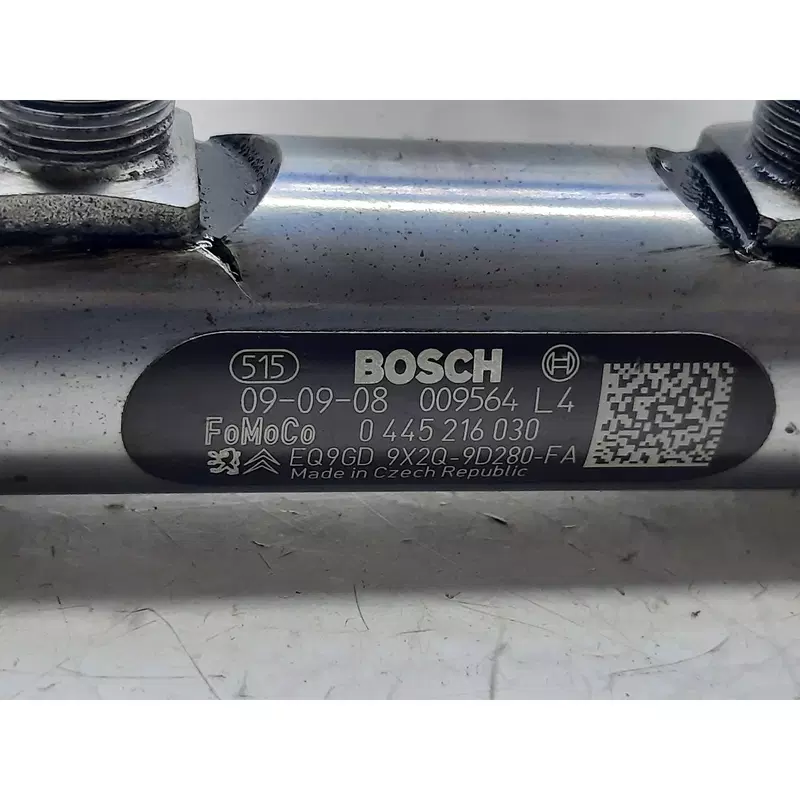 515 BOSCH
09-09-08 009564 L4
FoMoCo 0 445 216 030
EQ9GD 9X2Q-9D280-FA
Made in Czech Republic